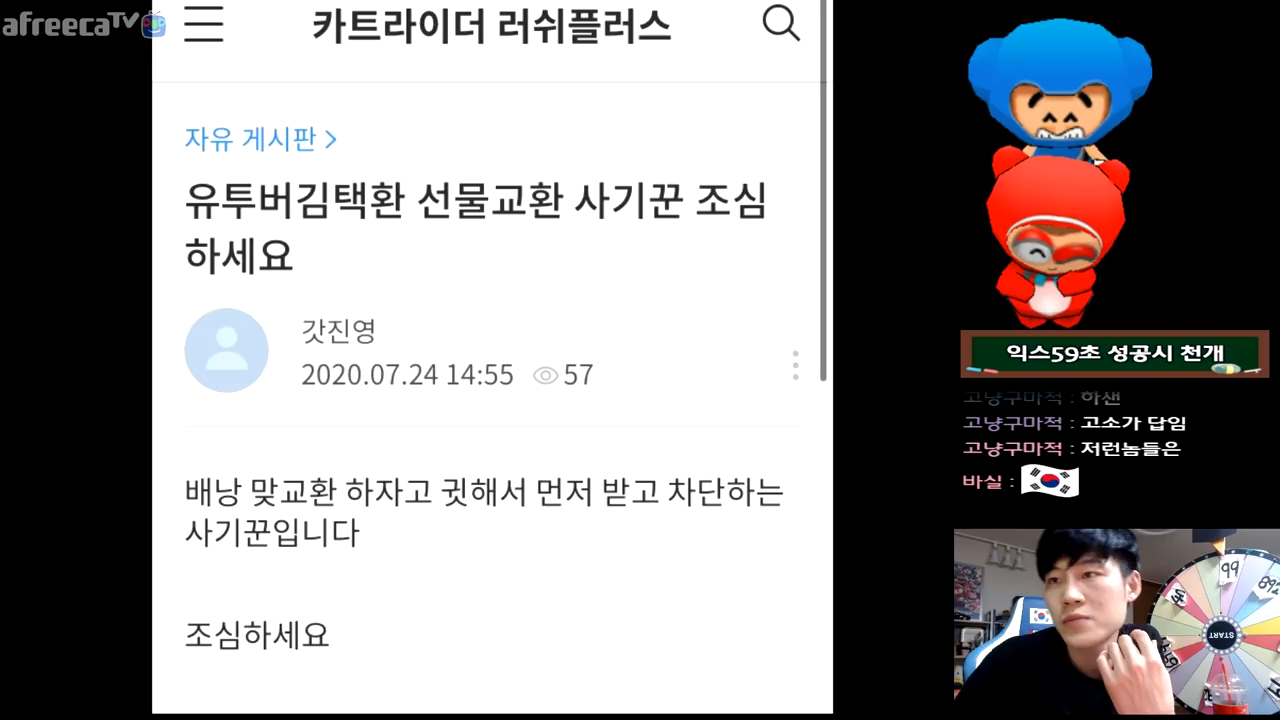 afreecaTV
카트라이더 러쉬플러스
자유 게시판 >
유투버김택환 선물교환 사기꾼 조심
하세요
갓진영
2020.07.24 14:55 57
배낭 맞교환 하자고 귓해서 먼저 받고 차단하는
사기꾼입니다
조심하세요
익스59초 성공시 천개
고냥구마적 : 하샌
고냥구마적 : 고소가 답임
고냥구마적 : 저런놈들은
바실 :
99
892
START